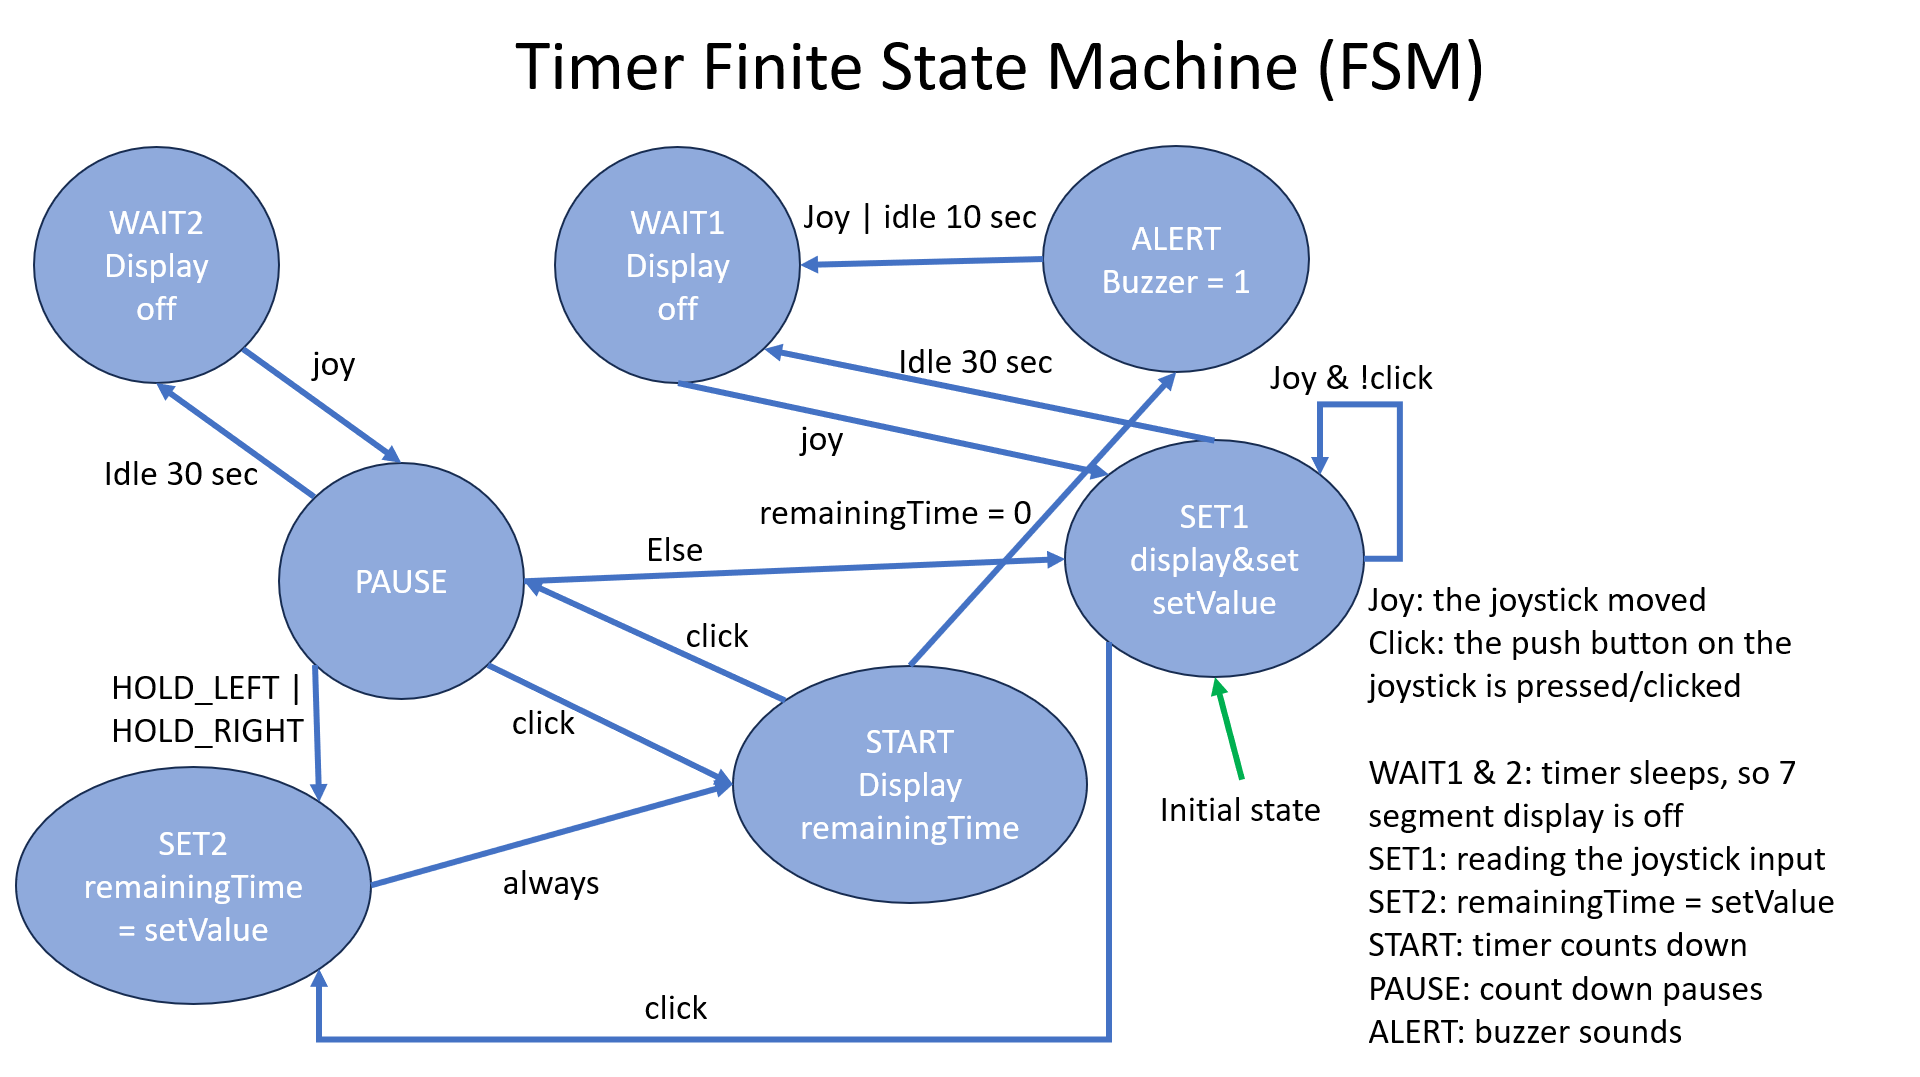 Timer Finite State Machine (FSM)
WAIT2
Display
off
WAIT1
Display
off
Joy | idle 10 sec
ALERT
Buzzer = 1
joy
Idle 30 sec
Joy & !click
joy
Idle 30 sec
remainingTime = 0
Else
PAUSE
SET1
display&set
setValue
click
HOLD_LEFT |
HOLD_RIGHT
click
START
Display
remainingTime
Initial state
SET2
remainingTime
= setValue
always
click
Joy: the joystick moved
Click: the push button on the
joystick is pressed/clicked
WAIT1 & 2: timer sleeps, so 7
segment display is off
SET1: reading the joystick input
SET2: remainingTime = setValue
START: timer counts down
PAUSE: count down pauses
ALERT: buzzer sounds